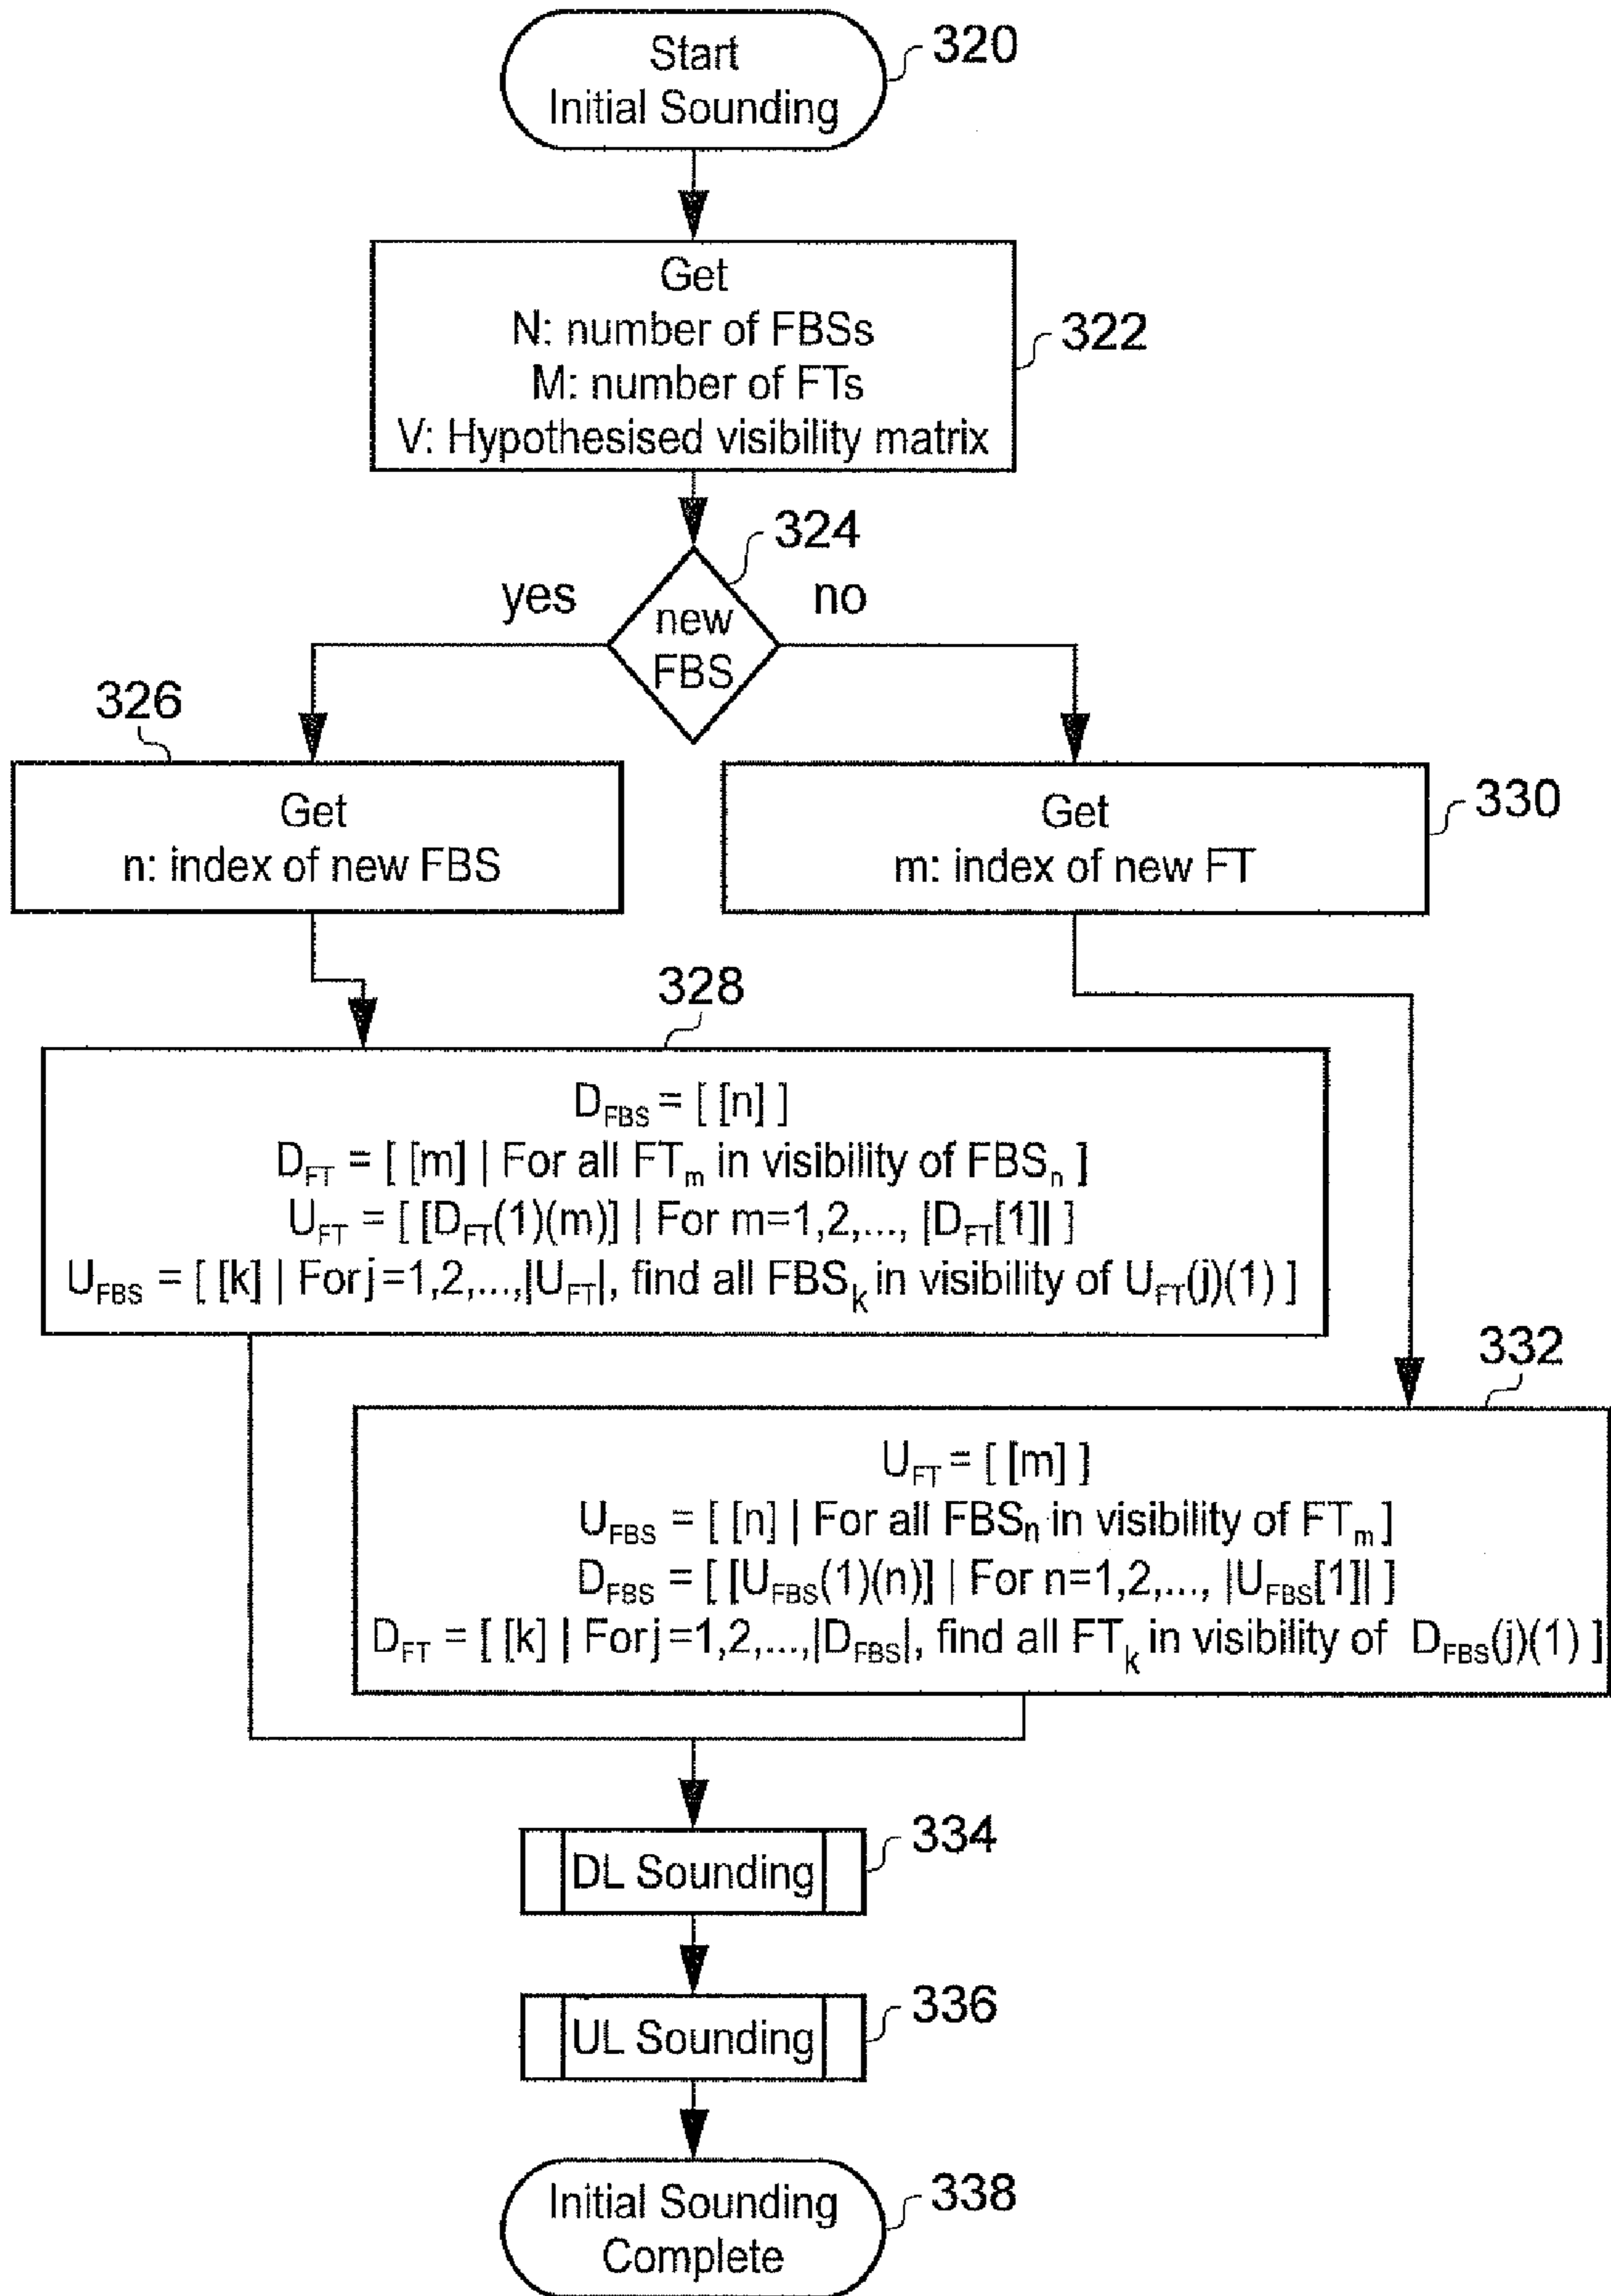 Start
Initial Sounding
320
Get
N: number of FBSs
M: number of FTs
V: Hypothesised visibility matrix
322
324
yes
no
new
FBS
326
Get
n: index of new FBS
Get
m: index of new FT
330
328
D_FBS = [ [n] ]
D_FT = [ [m] | For all FT_m in visibility of FBS_n ]
U_FT = [ [D_FT(1)(m)] | For m=1,2,..., |D_FT[1]| ]
U_FBS = [ [k] | For j=1,2,...,|U_FT|, find all FBS_k in visibility of U_FT(j)(1) ]
332
U_FT = [ [m] ]
U_FBS = [ [n] | For all FBS_n in visibility of FT_m ]
D_FBS = [ [U_FBS(1)(n)] | For n=1,2,..., |U_FBS[1]| ]
D_FT = [ [k] | For j=1,2,...,|D_FBS|, find all FT_k in visibility of D_FBS(j)(1) ]
DL Sounding
334
UL Sounding
336
Initial Sounding
Complete
338